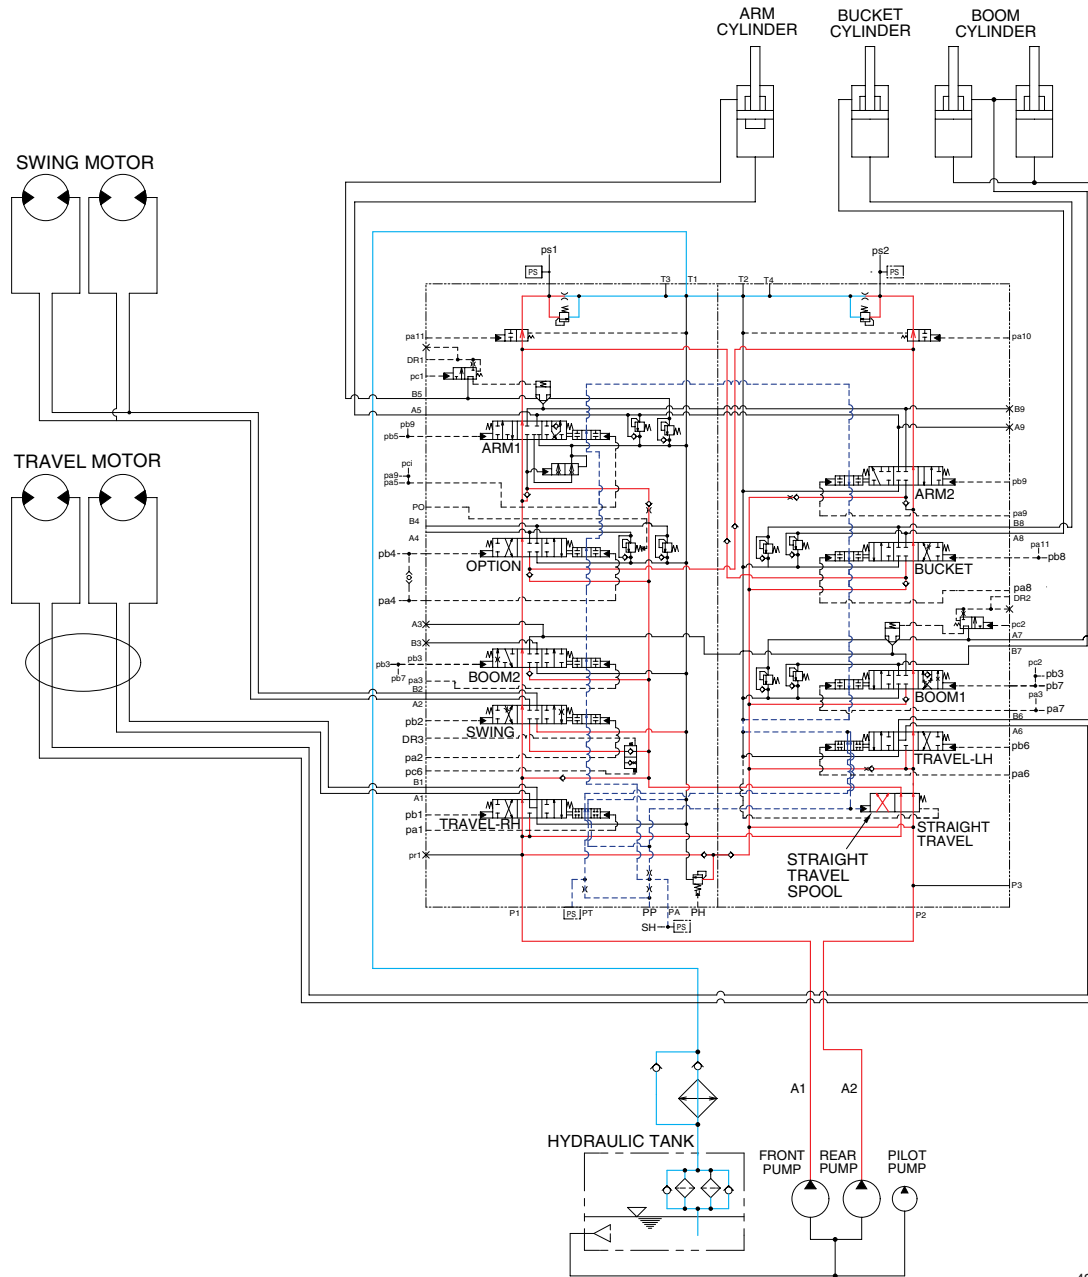 ARM
CYLINDER
BUCKET
CYLINDER
BOOM
CYLINDER
SWING MOTOR
TRAVEL MOTOR
ps1
PS
ps2
PS
T3
T1
T2
T4
pa11
DR1
pc1
B5
A5
pb9
pb5
ARM1
pci
pa9
pa5
PO
B4
A4
pb4
OPTION
pa4
A3
B3
pb3
pb3
pb7
pa3
BOOM2
B2
A2
pb2
SWING
DR3
pa2
pc6
B1
A1
pb1
TRAVEL-RH
pa1
pr1
pa10
B9
A9
ARM2
pb9
pa9
B8
A8
pa11
pb8
BUCKET
pa8
DR2
pc2
A7
B7
pc2
pb3
pb7
BOOM1
pa3
pa7
B6
A6
TRAVEL-LH
pb6
pa6
STRAIGHT
TRAVEL
STRAIGHT
TRAVEL
SPOOL
P3
P1
PS
PT
PP
PA
PH
P2
SH
PS
A1
A2
HYDRAULIC TANK
FRONT
PUMP
REAR
PUMP
PILOT
PUMP